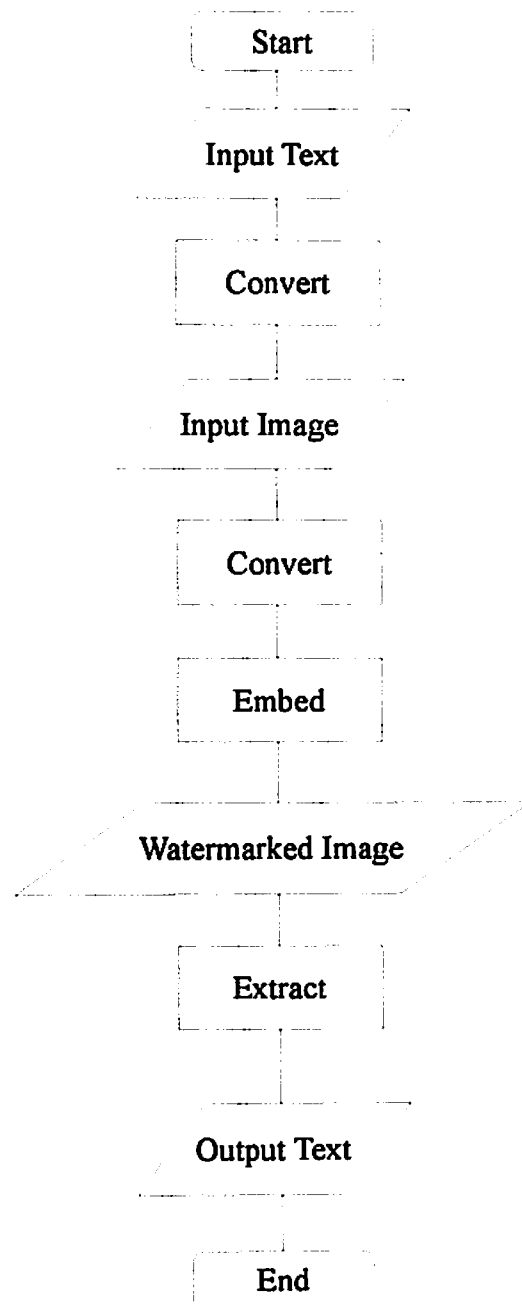 Start
Input Text
Convert
Input Image
Convert
Embed
Watermarked Image
Extract
Output Text
End